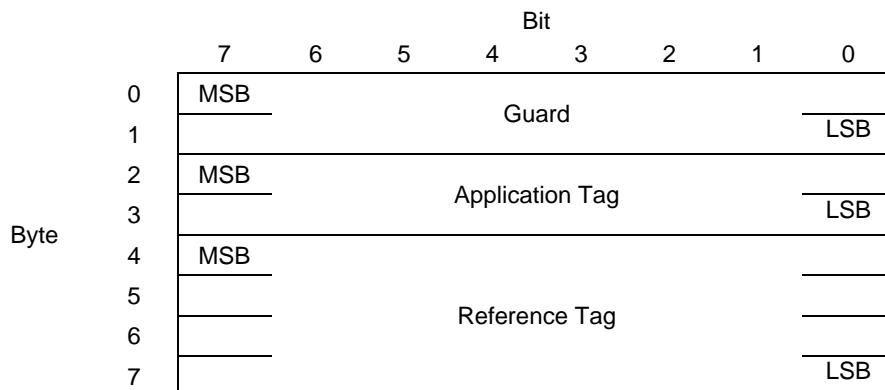 Bit
7 6 5 4 3 2 1 0
0 MSB
Guard
1 LSB
2 MSB
Application Tag
3 LSB
Byte
4 MSB
5
Reference Tag
6
7 LSB